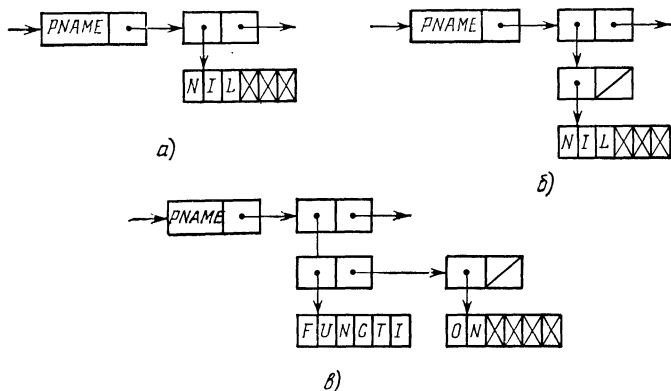 PNAME
PNAME
NIL
NIL
а)
б)
PNAME
FUNCTI
ON
в)